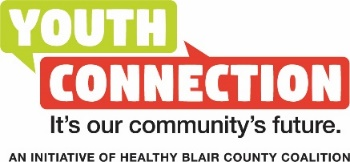 YOUTH
CONNECTION
It's our community's future.
AN INITIATIVE OF HEALTHY BLAIR COUNTY COALITION